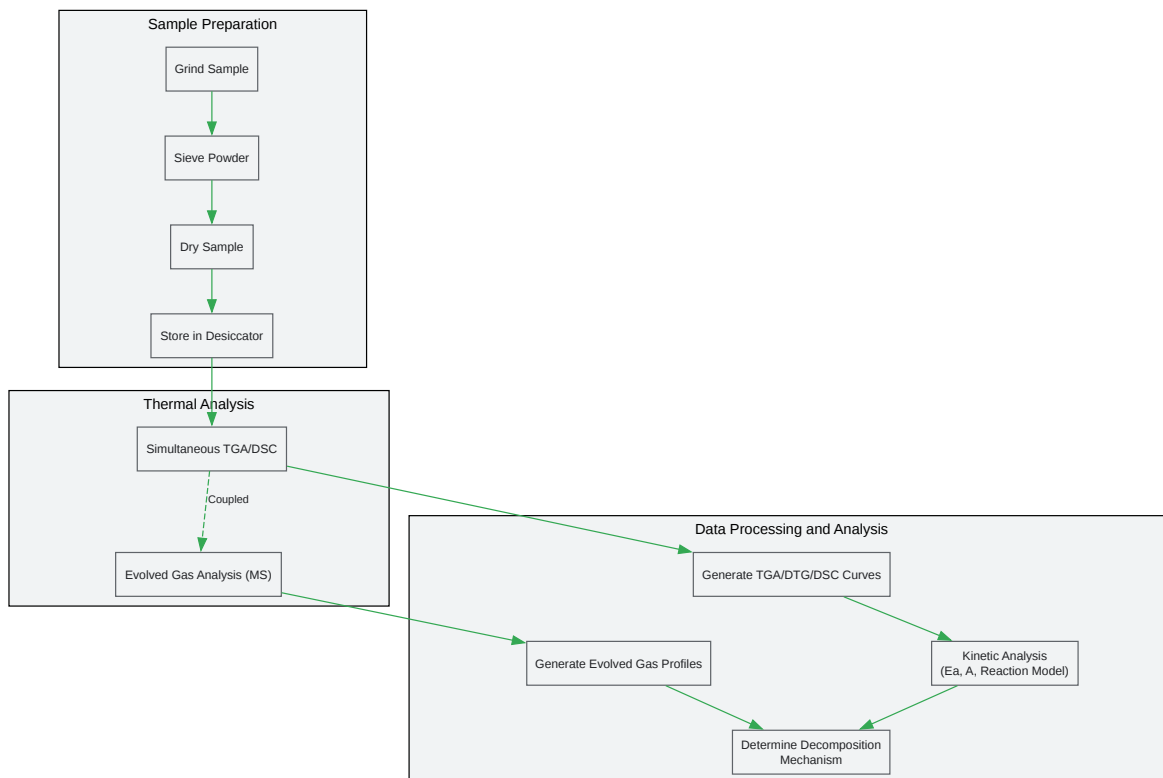 Sample Preparation
Grind Sample
Sieve Powder
Dry Sample
Store in Desiccator
Thermal Analysis
Simultaneous TGA/DSC
Coupled
Evolved Gas Analysis (MS)
Data Processing and Analysis
Generate TGA/DTG/DSC Curves
Generate Evolved Gas Profiles
Kinetic Analysis
(Ea, A, Reaction Model)
Determine Decomposition
Mechanism